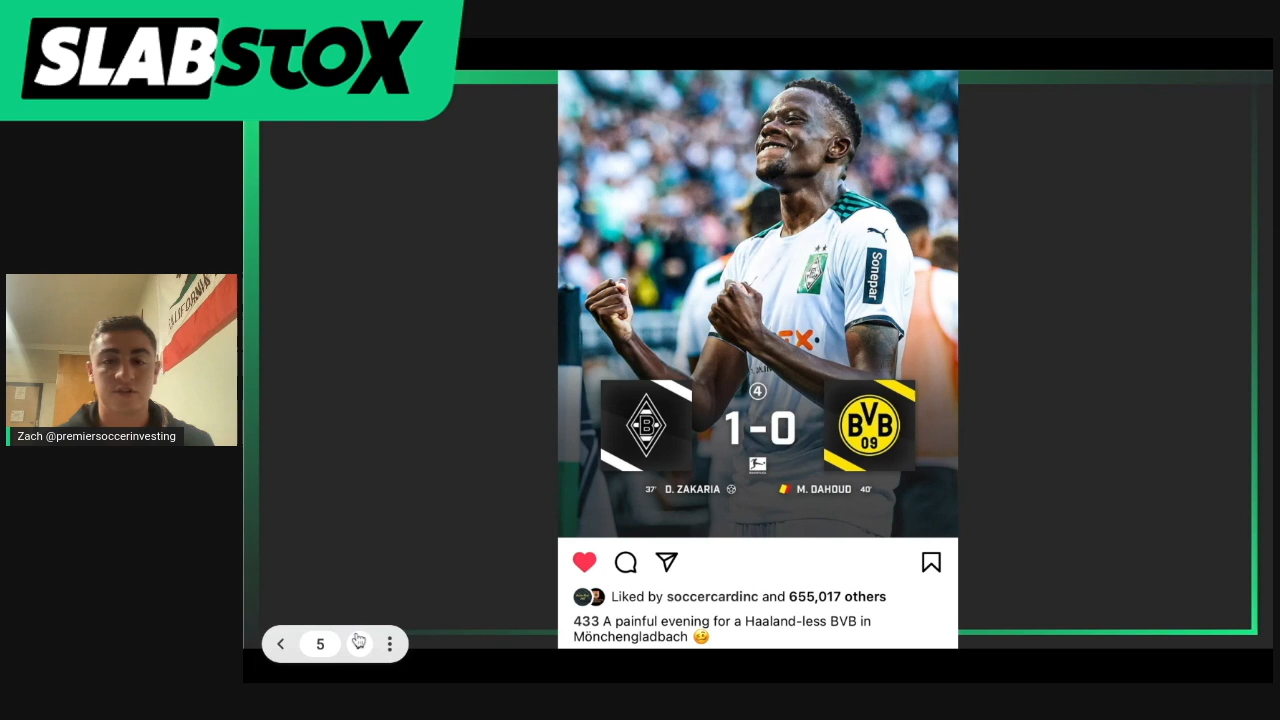 SLABSTOX
CALIFORNIA
Zach @premiersoccerinvesting
Sonepar
4
1-0
B
BVB
09
37' D. ZAKARIA
M. DAHOUD 40'
Liked by soccercardinc and 655,017 others
433 A painful evening for a Haaland-less BVB in
Mönchengladbach 🥴
5